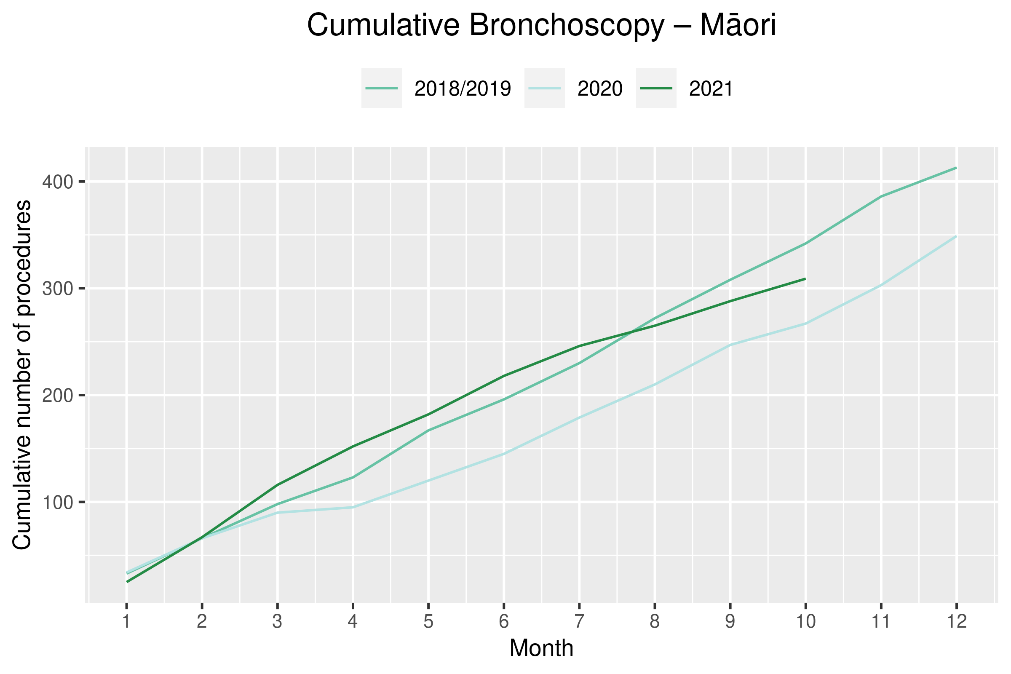 Cumulative Bronchoscopy – Māori
2018/2019 2020 2021
Cumulative number of procedures
400
300
200
100
1 2 3 4 5 6 7 8 9 10 11 12
Month